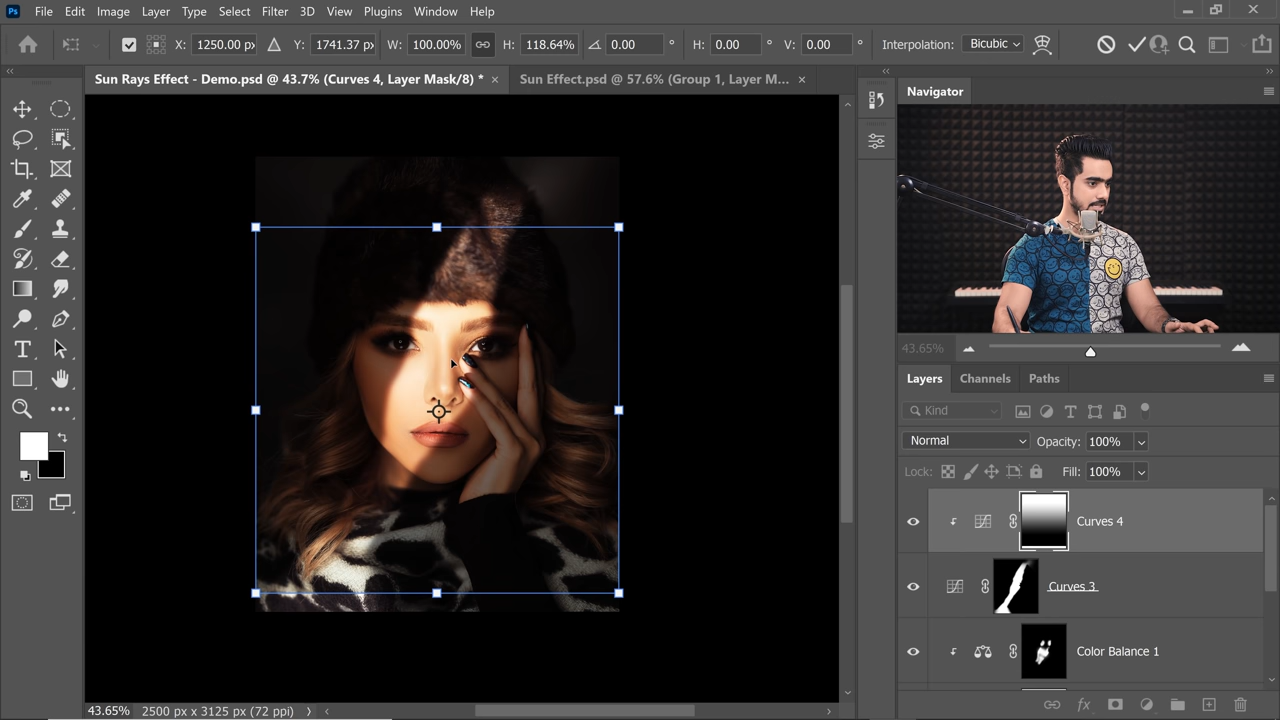 Ps File Edit Image Layer Type Select Filter 3D View Plugins Window Help
X: 1250.00 px Y: 1741.37 px W: 100.00% H: 118.64% 0.00 ° H: 0.00 ° V: 0.00 ° Interpolation: Bicubic
Sun Rays Effect - Demo.psd @ 43.7% (Curves 4, Layer Mask/8) * × Sun Effect.psd @ 57.6% (Group 1, Layer M... ×
Navigator
43.65%
Layers Channels Paths
Kind
Normal Opacity: 100%
Lock: Fill: 100%
Curves 4
Curves 3
Color Balance 1
fx
43.65% 2500 px x 3125 px (72 ppi)